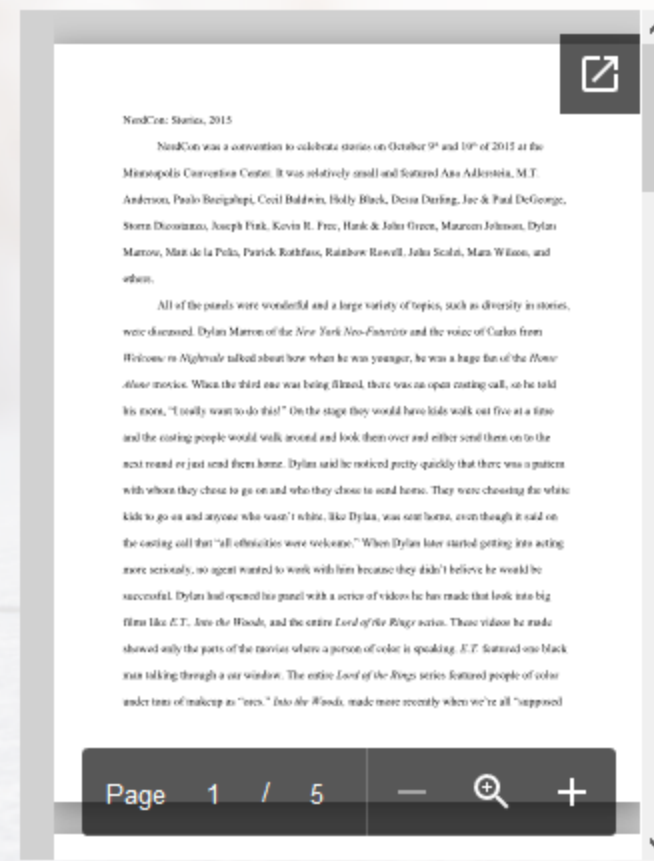 NerdCon: Stories, 2015
NerdCon was a convention to celebrate stories on October 9th and 10th of 2015 at the
Minneapolis Convention Center. It was relatively small and featured Ana Adlerstein, M.T.
Anderson, Paolo Bacigalupi, Cecil Baldwin, Holly Black, Dessa Darling, Joe & Paul DeGeorge,
Storm Dicostanzo, Joseph Fink, Kevin R. Free, Hank & John Green, Maureen Johnson, Dylan
Marrow, Matt de la Peña, Patrick Rothfuss, Rainbow Rowell, John Scalzi, Mara Wilson, and
others.
All of the panels were wonderful and a large variety of topics, such as diversity in stories,
were discussed. Dylan Marron of the New York Neo-Futurists and the voice of Carlos from
Welcome to Nightvale talked about how when he was younger, he was a huge fan of the Home
Alone movies. When the third one was being filmed, there was an open casting call, so he told
his mom, "I really want to do this!" On the stage they would have kids walk out five at a time
and the casting people would walk around and look them over and either send them on to the
next round or just send them home. Dylan said he noticed pretty quickly that there was a pattern
with whom they chose to go on and who they chose to send home. They were choosing the white
kids to go on and anyone who wasn't white, like Dylan, was sent home, even though it said on
the casting call that "all ethnicities were welcome." When Dylan later started getting into acting
more seriously, no agent wanted to work with him because they didn't believe he would be
successful. Dylan had opened his panel with a series of videos he has made that look into big
films like E.T., Into the Woods, and the entire Lord of the Rings series. These videos he made
showed only the parts of the movies where a person of color is speaking. E.T. featured one black
man talking through a car window. The entire Lord of the Rings series featured people of color
under tons of makeup as "orcs." Into the Woods, made more recently when we're all "supposed
Page 1 / 5